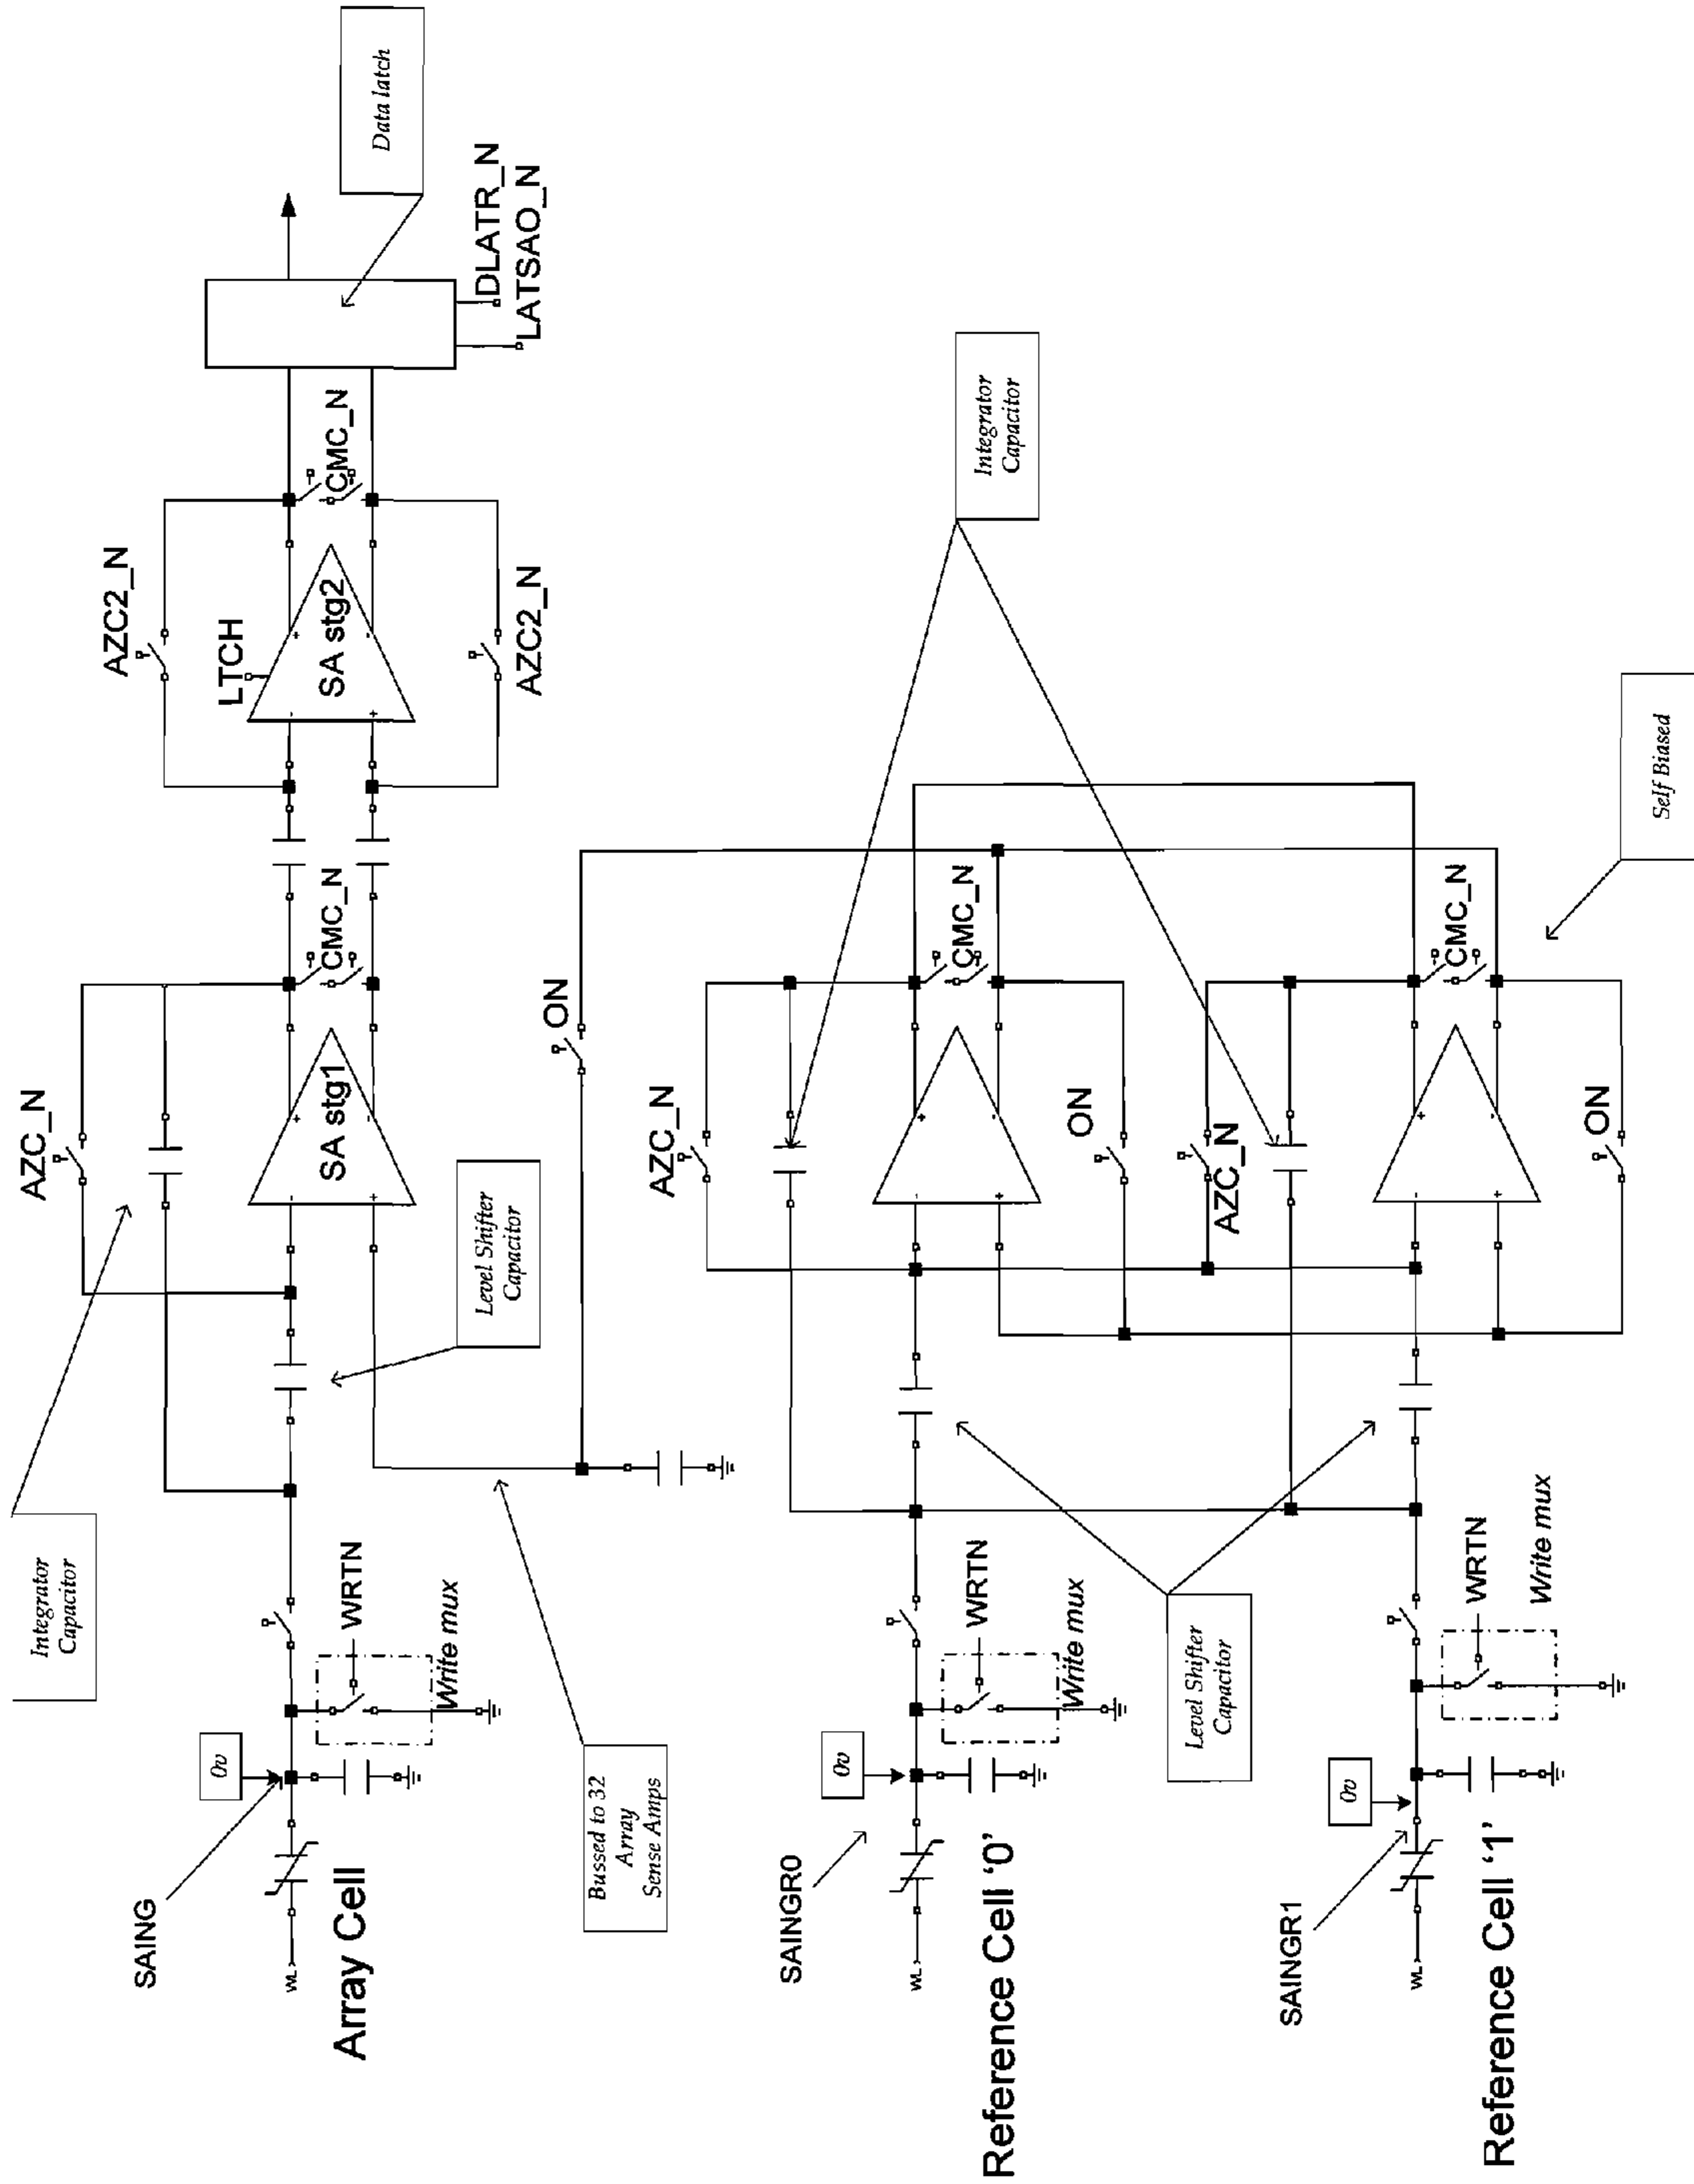 Data latch
DLATR_N
LATSAO_N
CMC_N
AZC2_N
LTCH
SA stg2
-
+
+
-
AZC2_N
CMC_N
AZC_N
SA stg1
-
+
+
-
Integrator
Capacitor
Level Shifter
Capacitor
WRTN
Write mux
0v
SAING
WL
Array Cell
Bussed to 32
Array
Sense Amps
ON
Integrator
Capacitor
CMC_N
AZC_N
-
+
+
-
ON
Level Shifter
Capacitor
WRTN
Write mux
0v
SAINGR0
WL
Reference Cell ‘0’
Self Biased
CMC_N
AZC_N
-
+
+
-
ON
WRTN
Write mux
0v
SAINGR1
WL
Reference Cell ‘1’